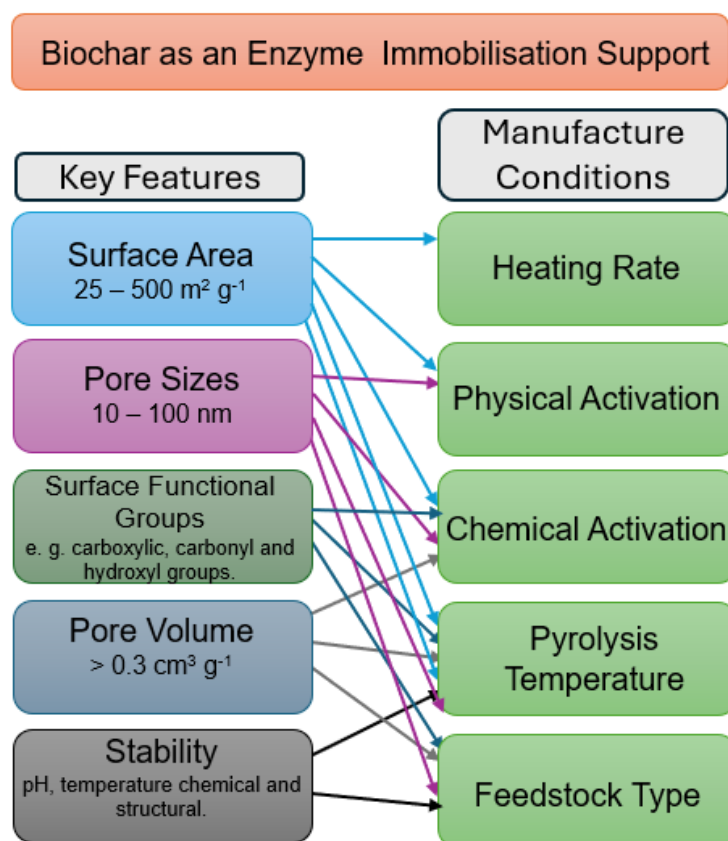 Biochar as an Enzyme Immobilisation Support
Key Features
Manufacture
Conditions
Surface Area
25 – 500 m² g⁻¹
Heating Rate
Pore Sizes
10 – 100 nm
Physical Activation
Surface Functional
Groups
e. g. carboxylic, carbonyl and
hydroxyl groups.
Chemical Activation
Pore Volume
> 0.3 cm³ g⁻¹
Pyrolysis
Temperature
Stability
pH, temperature chemical and
structural.
Feedstock Type